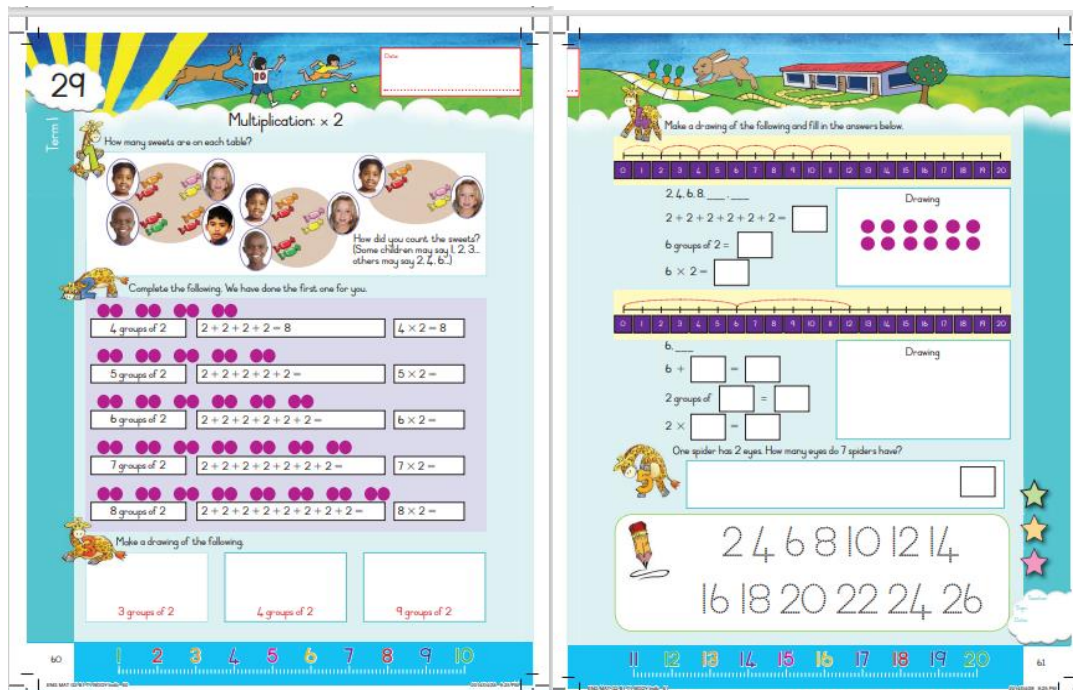 29
Term 1
Date
Multiplication: × 2
1
How many sweets are on each table?
How did you count the sweets?
(Some children may say 1, 2, 3...
others may say 2, 4, 6...)
2
Complete the following. We have done the first one for you.
4 groups of 2 2 + 2 + 2 + 2 = 8 4 × 2 = 8
5 groups of 2 2 + 2 + 2 + 2 + 2 = 5 × 2 =
6 groups of 2 2 + 2 + 2 + 2 + 2 + 2 = 6 × 2 =
7 groups of 2 2 + 2 + 2 + 2 + 2 + 2 + 2 = 7 × 2 =
8 groups of 2 2 + 2 + 2 + 2 + 2 + 2 + 2 + 2 = 8 × 2 =
3
Make a drawing of the following.
3 groups of 2 4 groups of 2 9 groups of 2
60
1 2 3 4 5 6 7 8 9 10
4
Make a drawing of the following and fill in the answers below.
0 1 2 3 4 5 6 7 8 9 10 11 12 13 14 15 16 17 18 19 20
2, 4, 6, 8, ___ , ___
2 + 2 + 2 + 2 + 2 + 2 =
6 groups of 2 =
6 × 2 =
Drawing
0 1 2 3 4 5 6 7 8 9 10 11 12 13 14 15 16 17 18 19 20
6, ___
6 + =
2 groups of =
2 × =
Drawing
5
One spider has 2 eyes. How many eyes do 7 spiders have?
2 4 6 8 10 12 14
16 18 20 22 24 26
Teacher
Sign
Date
11 12 13 14 15 16 17 18 19 20
61